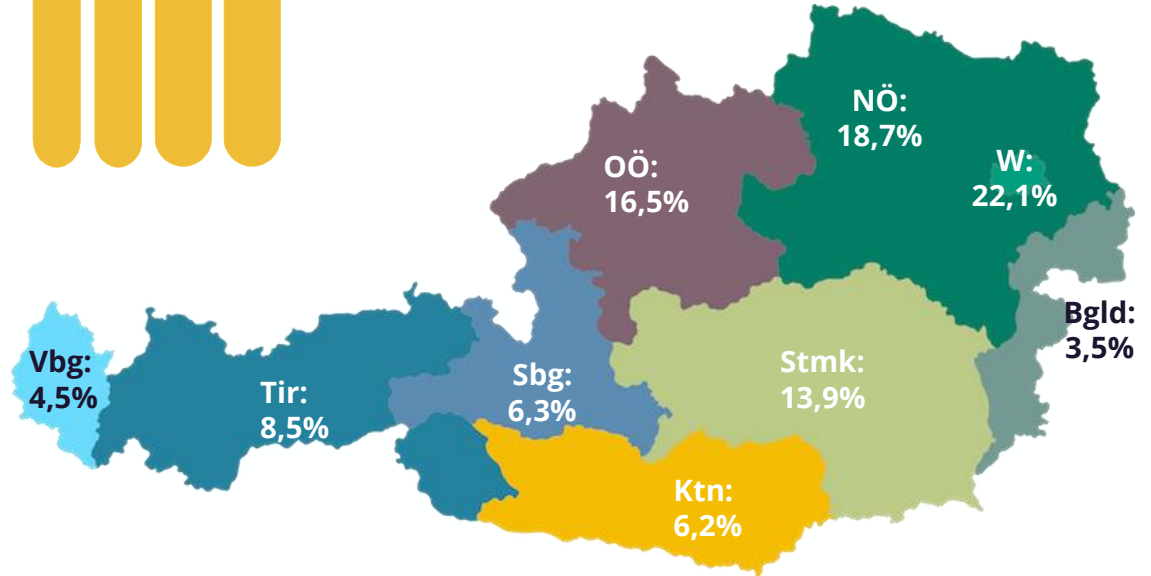 NÖ:
18,7%
OÖ:
16,5%
W:
22,1%
Bgld:
3,5%
Vbg:
4,5%
Tir:
8,5%
Sbg:
6,3%
Stmk:
13,9%
Ktn:
6,2%